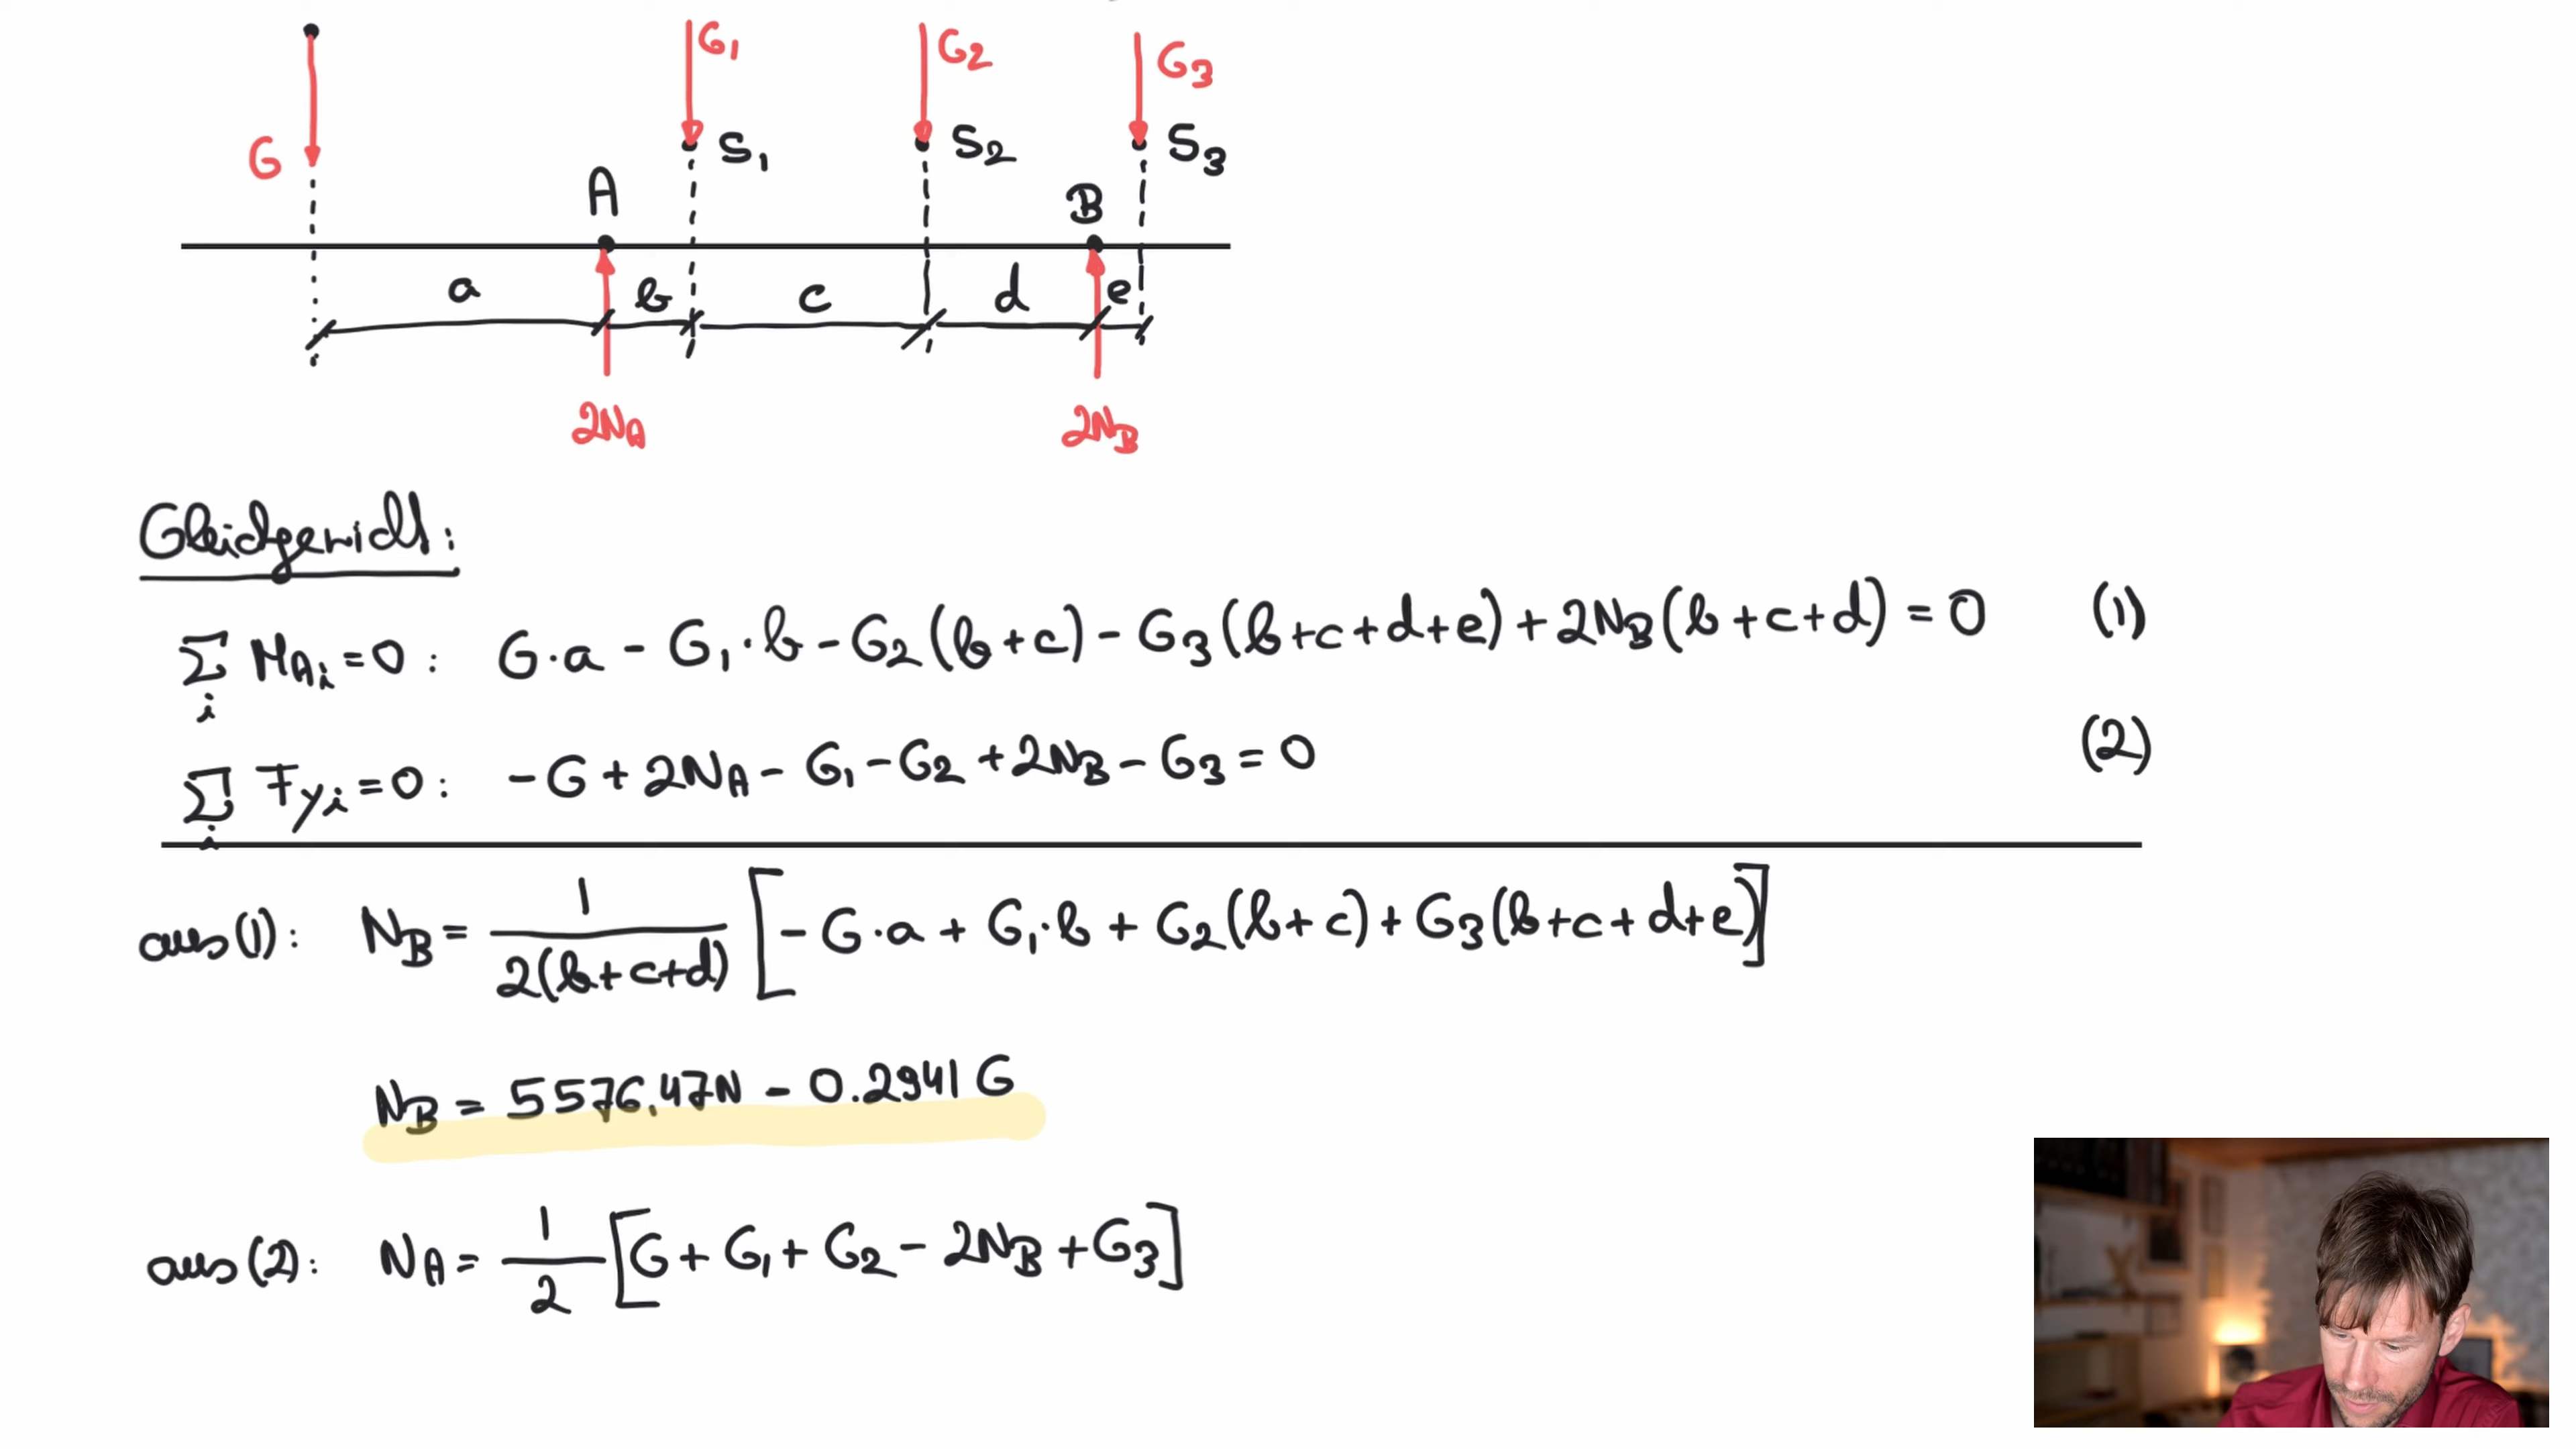 G G₁ G₂ G₃
S₁ S₂ S₃
A B
a b c d e
2N_A 2N_B
Gleichgewicht:
∑_i M_Ai = 0 : G·a − G₁·b − G₂(b+c) − G₃(b+c+d+e) + 2N_B(b+c+d) = 0 (1)
∑_i F_yi = 0 : −G + 2N_A − G₁ − G₂ + 2N_B − G₃ = 0 (2)
aus(1): N_B = 1/2(b+c+d) [−G·a + G₁·b + G₂(b+c) + G₃(b+c+d+e)]
N_B = 5576.47N − 0.2941 G
aus(2): N_A = 1/2 [G + G₁ + G₂ − 2N_B + G₃]